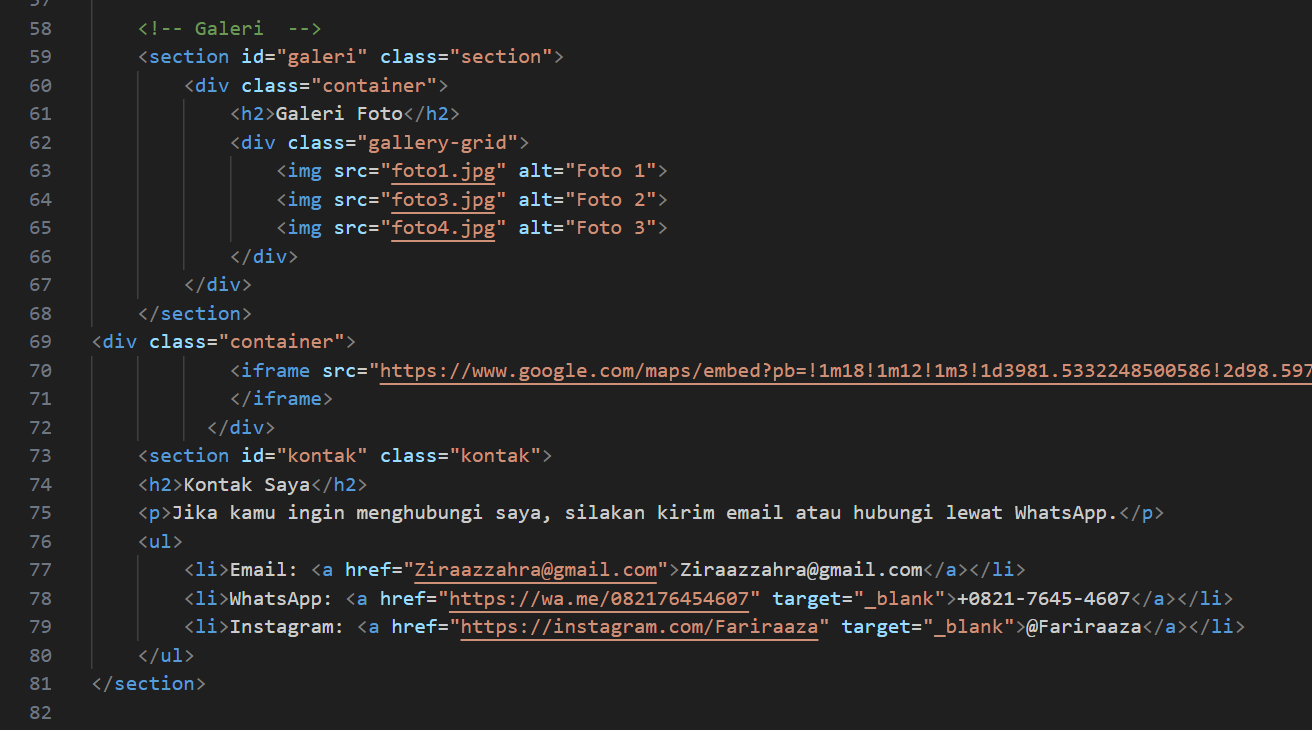 57
58 <!-- Galeri  -->
59 <section id="galeri" class="section">
60 <div class="container">
61 <h2>Galeri Foto</h2>
62 <div class="gallery-grid">
63 <img src="foto1.jpg" alt="Foto 1">
64 <img src="foto3.jpg" alt="Foto 2">
65 <img src="foto4.jpg" alt="Foto 3">
66 </div>
67 </div>
68 </section>
69 <div class="container">
70 <iframe src="https://www.google.com/maps/embed?pb=!1m18!1m12!1m3!1d3981.5332248500586!2d98.597
71 </iframe>
72 </div>
73 <section id="kontak" class="kontak">
74 <h2>Kontak Saya</h2>
75 <p>Jika kamu ingin menghubungi saya, silakan kirim email atau hubungi lewat WhatsApp.</p>
76 <ul>
77 <li>Email: <a href="Ziraazzahra@gmail.com">Ziraazzahra@gmail.com</a></li>
78 <li>WhatsApp: <a href="https://wa.me/082176454607" target="_blank">+0821-7645-4607</a></li>
79 <li>Instagram: <a href="https://instagram.com/Fariraaza" target="_blank">@Fariraaza</a></li>
80 </ul>
81 </section>
82